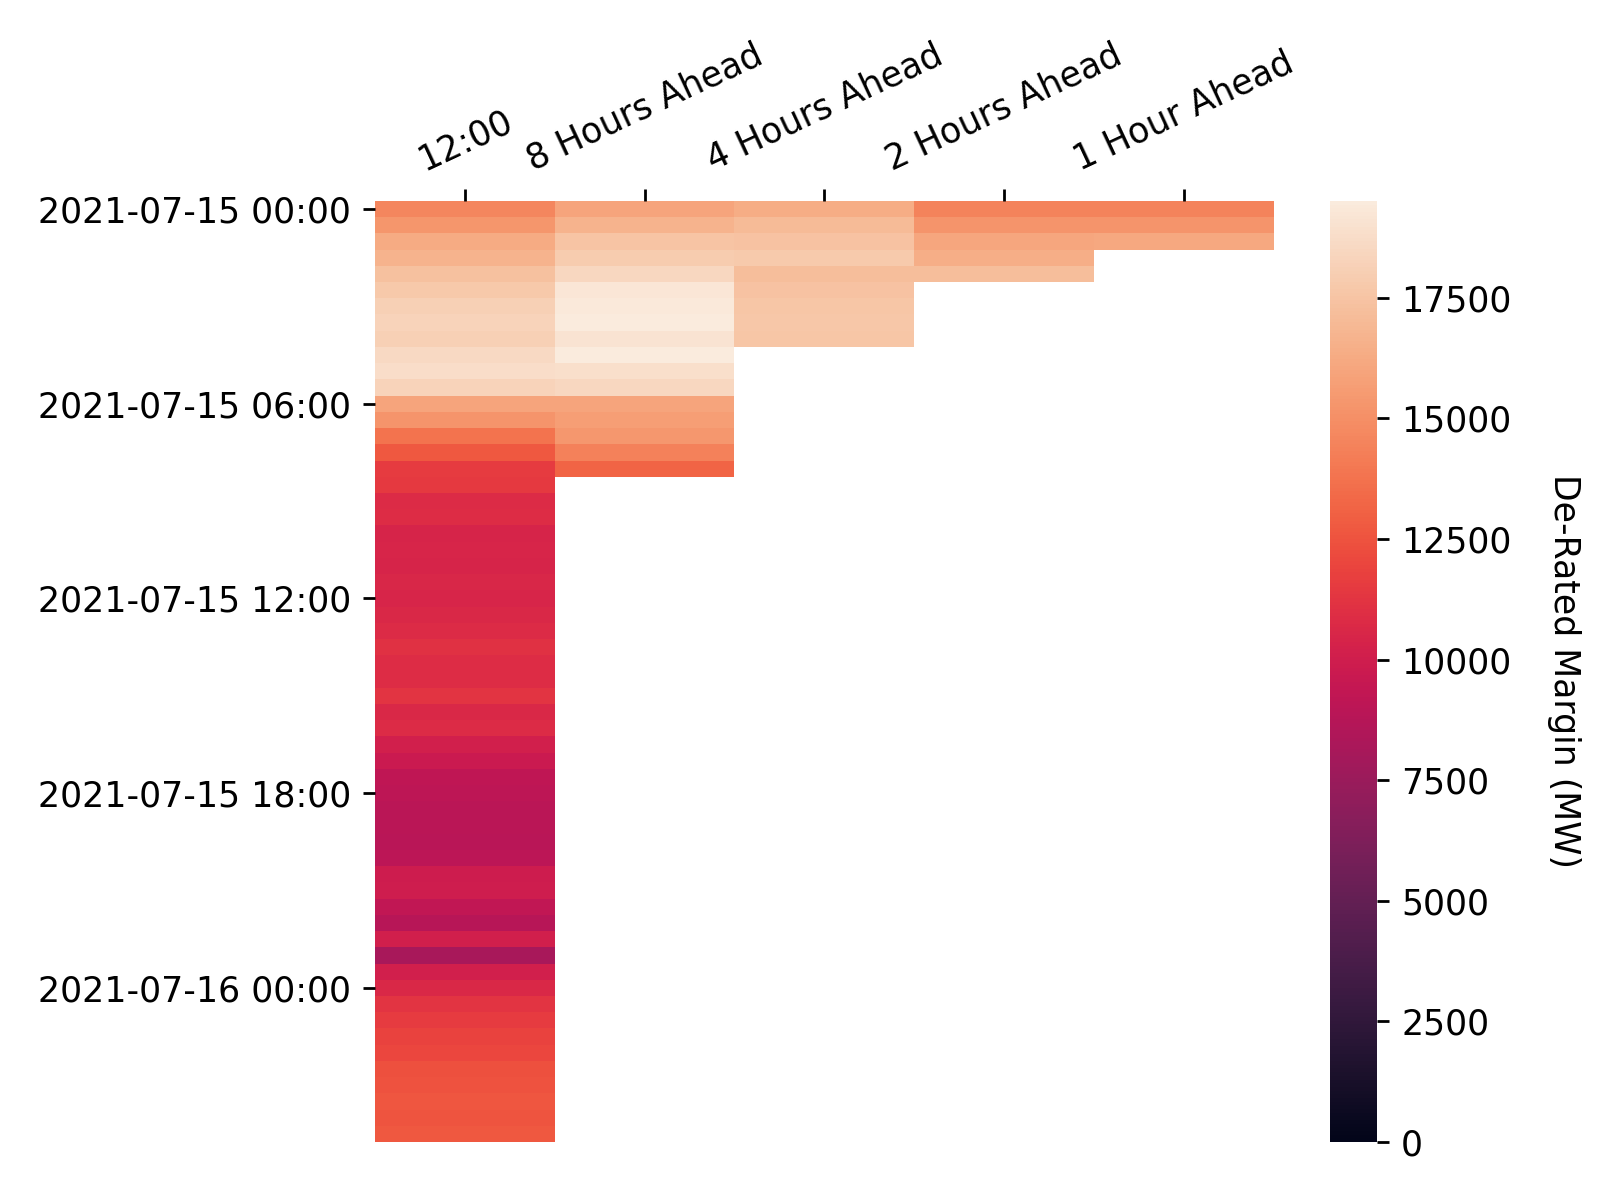 12:00
8 Hours Ahead
4 Hours Ahead
2 Hours Ahead
1 Hour Ahead
2021-07-15 00:00
2021-07-15 06:00
2021-07-15 12:00
2021-07-15 18:00
2021-07-16 00:00
17500
15000
12500
10000
7500
5000
2500
0
De-Rated Margin (MW)